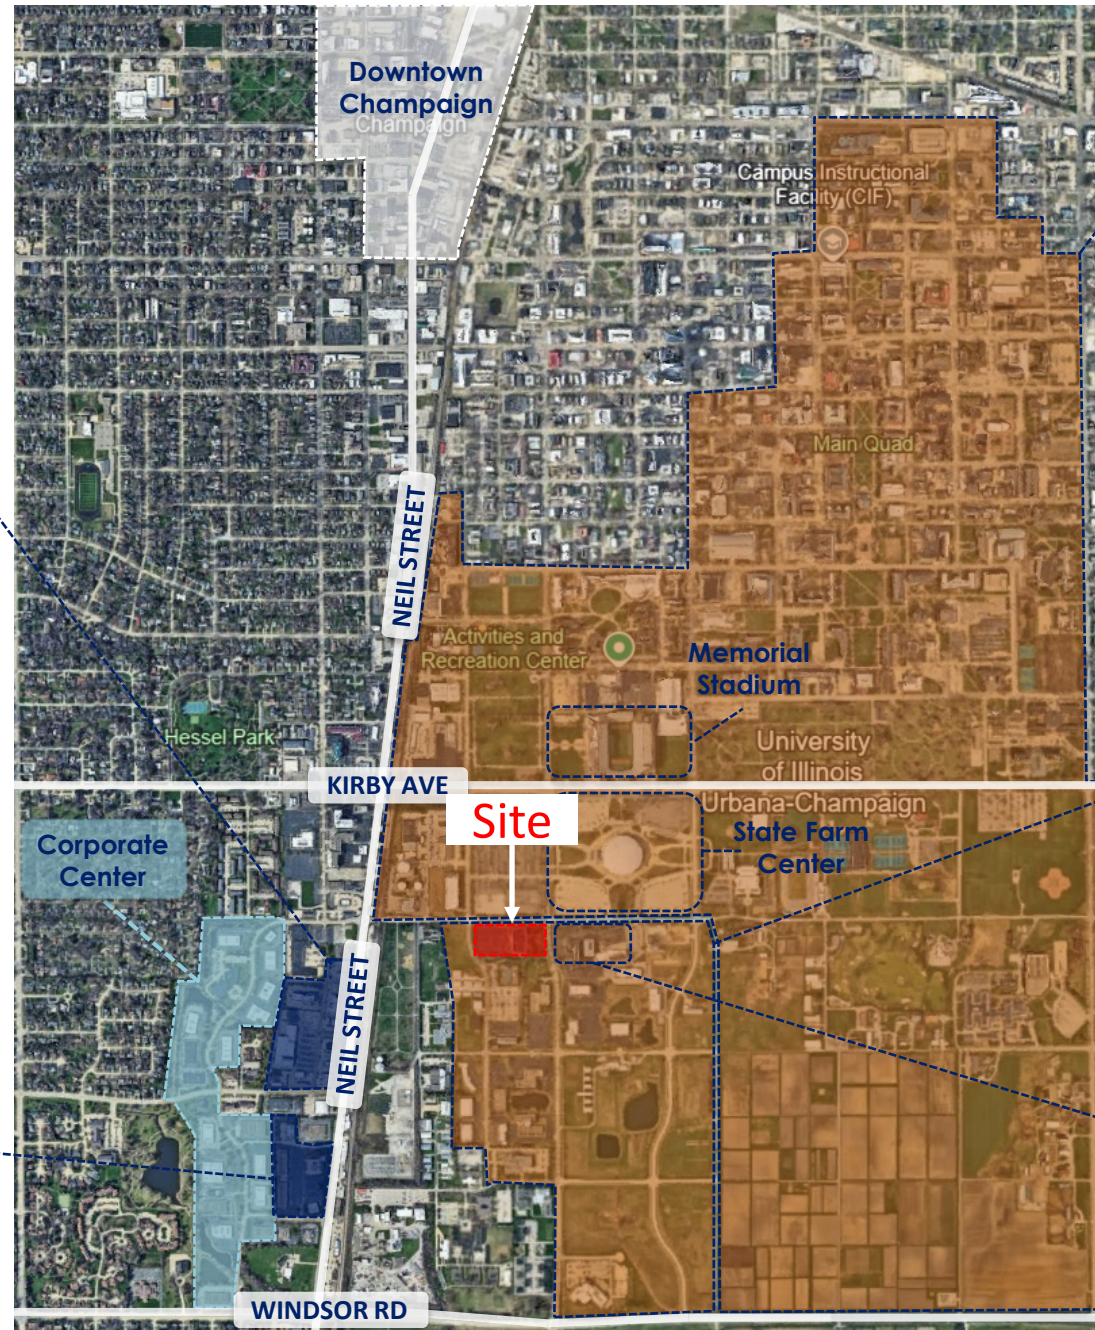 Downtown
Champaign
Champaign
Campus Instructional
Facility (CIF)
Main Quad
NEIL STREET
Activities and
Recreation Center
Memorial
Stadium
Hessel Park
University
of Illinois
Urbana-Champaign
KIRBY AVE
Site
State Farm
Center
Corporate
Center
NEIL STREET
WINDSOR RD